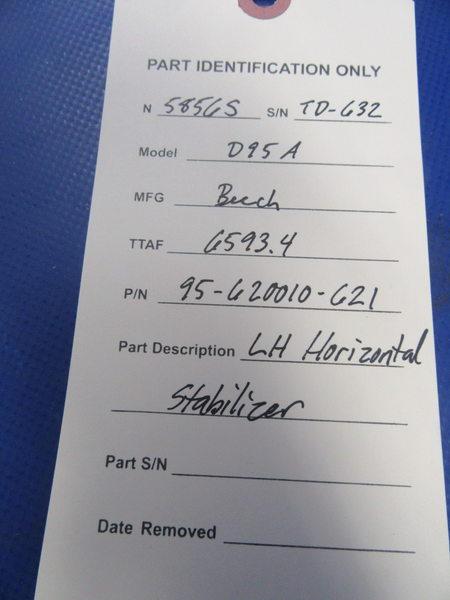 PART IDENTIFICATION ONLY
N 5856S S/N TD-632
Model D95A
MFG Beech
TTAF 6593.4
P/N 95-620010-621
Part Description LH Horizontal
Stabilizer
Part S/N
Date Removed